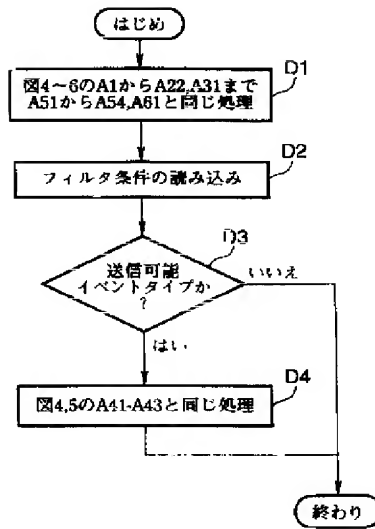 はじめ
D1
図4～6のA1からA22,A31まで
A51からA54,A61と同じ処理
D2
フィルタ条件の読み込み
D3
送信可能
イベントタイプか
?
いいえ
はい
D4
図4,5のA41-A43と同じ処理
終わり